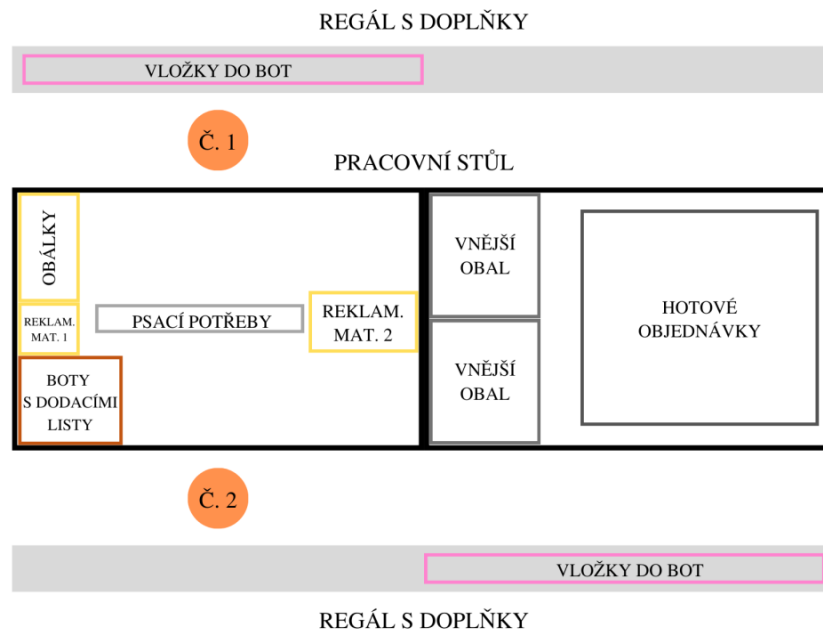 REGÁL S DOPLŇKY
VLOŽKY DO BOT
Č. 1
PRACOVNÍ STŮL
OBÁLKY
REKLAM.
MAT. 1
BOTY
S DODACÍMI
LISTY
PSACÍ POTŘEBY
REKLAM.
MAT. 2
VNĚJŠÍ
OBAL
VNĚJŠÍ
OBAL
HOTOVÉ
OBJEDNÁVKY
Č. 2
VLOŽKY DO BOT
REGÁL S DOPLŇKY